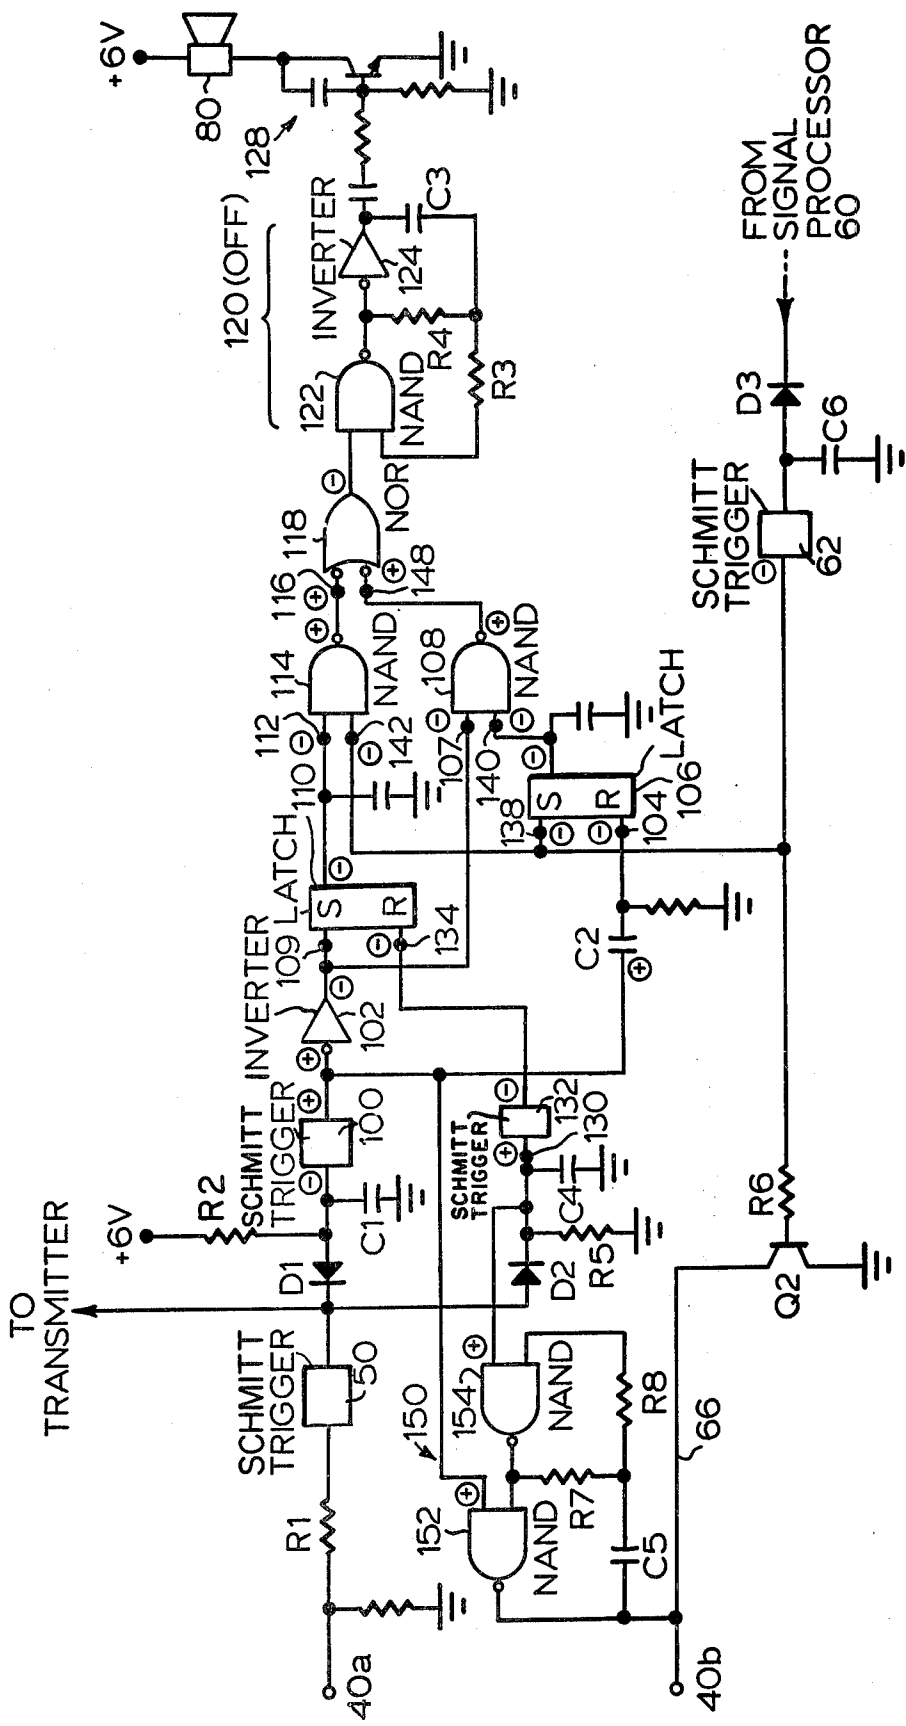 TO
TRANSMITTER
+6V
R2
SCHMITT
TRIGGER
50
R1
40a
D1
C1
SCHMITT
TRIGGER
100
INVERTER
102
109
LATCH
110
S
R
134
112
142
114
NAND
116
148
118
NOR
120 (OFF)
122
NAND
INVERTER
124
R4
R3
C3
128
80
+6V
107
108
NAND
140
138
S
R
LATCH
104
106
C2
SCHMITT
TRIGGER
132
130
C4
R5
D2
150
154
NAND
152
NAND
R7
R8
C5
66
40b
Q2
R6
SCHMITT
TRIGGER
62
C6
D3
FROM
SIGNAL
PROCESSOR
60